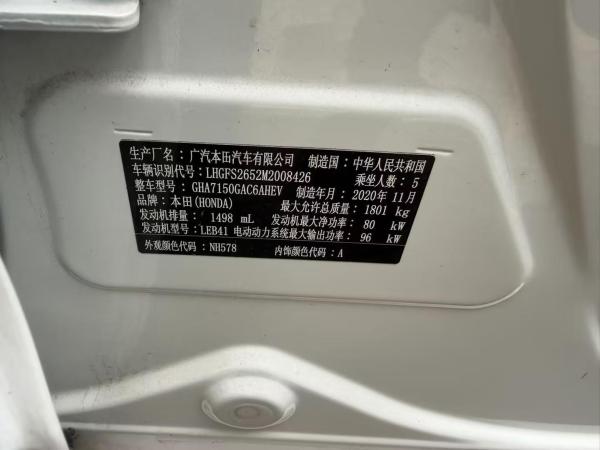 生产厂名：广汽本田汽车有限公司 制造国：中华人民共和国
车辆识别代号：LHGFS2652M2008426 乘坐人数：5
整车型号：GHA7150GAC6AHEV 制造年月：2020年11月
品牌：本田(HONDA) 最大允许总质量：1801 kg
发动机排量：1498 mL 发动机最大净功率：80 kW
发动机型号：LEB41 电动动力系统最大输出功率：96 kW
外观颜色代码：NH578 内饰颜色代码：A